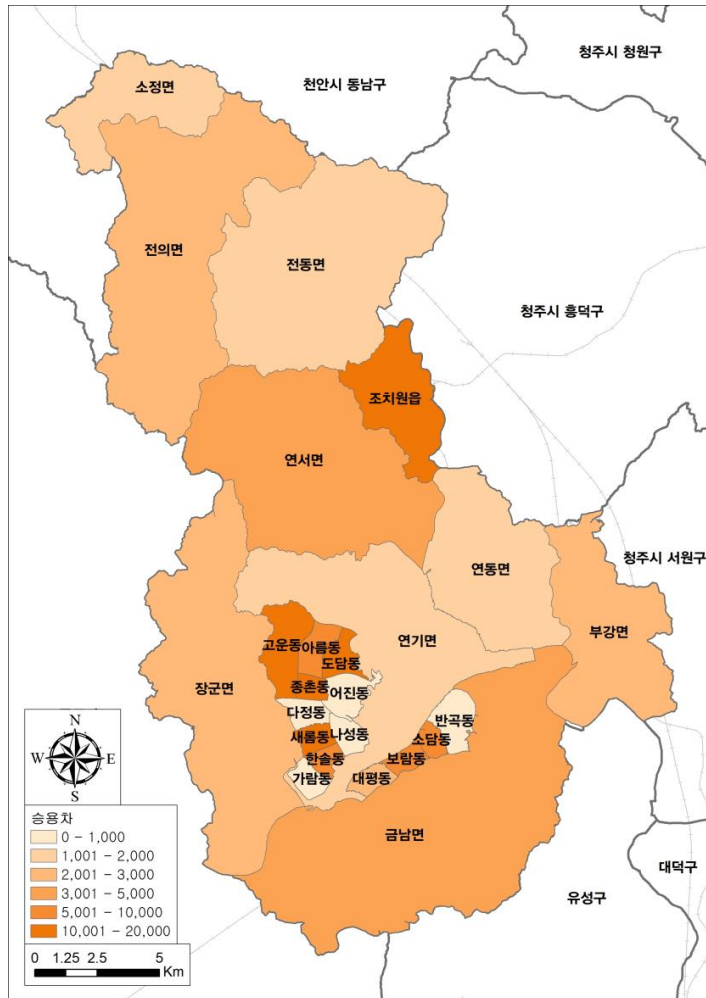 청주시 청원구
천안시 동남구
소정면
전의면
전동면
청주시 흥덕구
조치원읍
연서면
연동면
청주시 서원구
부강면
연기면
고운동
아름동
도담동
장군면
종촌동
어진동
다정동
반곡동
새롬동
나성동
소담동
한솔동
보람동
가람동
대평동
금남면
대덕구
유성구
N
W
E
S
승용차
0 - 1,000
1,001 - 2,000
2,001 - 3,000
3,001 - 5,000
5,001 - 10,000
10,001 - 20,000
0 1.25 2.5 5
Km